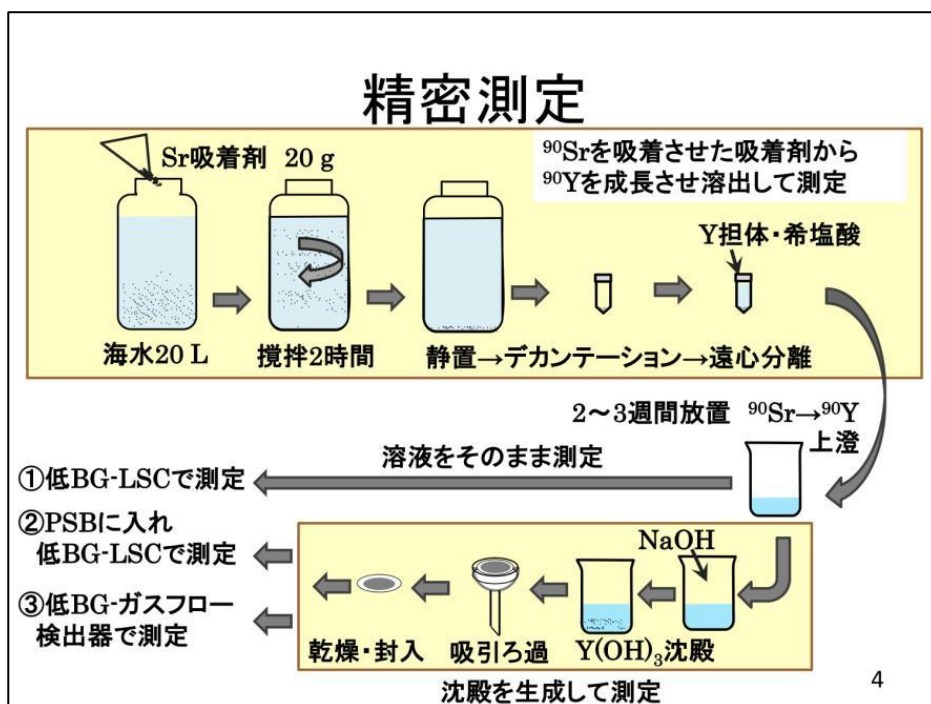 精密測定
Sr吸着剤 20 g
⁹⁰Srを吸着させた吸着剤から
⁹⁰Yを成長させ溶出して測定
Y担体・希塩酸
海水20 L
撹拌2時間
静置→デカンテーション→遠心分離
2～3週間放置 ⁹⁰Sr→⁹⁰Y
上澄
溶液をそのまま測定
①低BG-LSCで測定
②PSBに入れ
低BG-LSCで測定
③低BG-ガスフロー
検出器で測定
NaOH
乾燥・封入
吸引ろ過
Y(OH)₃沈殿
沈殿を生成して測定
4